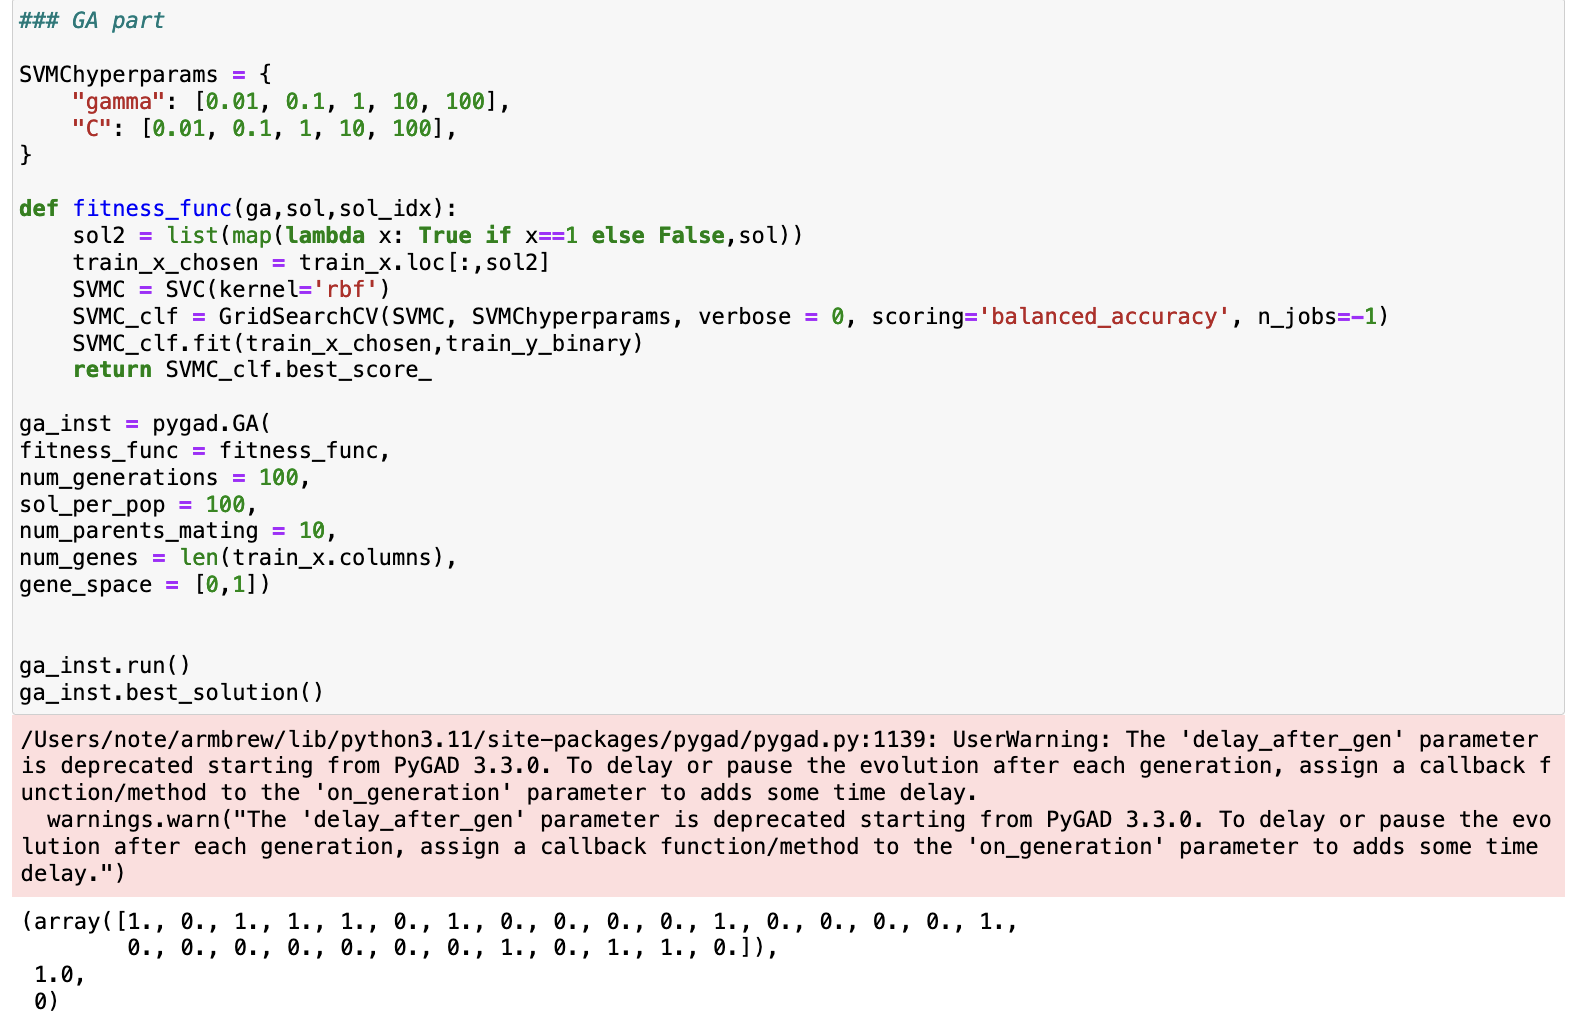 ### GA part
SVMChyperparams = {
    "gamma": [0.01, 0.1, 1, 10, 100],
    "C": [0.01, 0.1, 1, 10, 100],
}
def fitness_func(ga,sol,sol_idx):
    sol2 = list(map(lambda x: True if x==1 else False,sol))
    train_x_chosen = train_x.loc[:,sol2]
    SVMC = SVC(kernel='rbf')
    SVMC_clf = GridSearchCV(SVMC, SVMChyperparams, verbose = 0, scoring='balanced_accuracy', n_jobs=-1)
    SVMC_clf.fit(train_x_chosen,train_y_binary)
    return SVMC_clf.best_score_
ga_inst = pygad.GA(
fitness_func = fitness_func,
num_generations = 100,
sol_per_pop = 100,
num_parents_mating = 10,
num_genes = len(train_x.columns),
gene_space = [0,1])
ga_inst.run()
ga_inst.best_solution()
/Users/note/armbrew/lib/python3.11/site-packages/pygad/pygad.py:1139: UserWarning: The 'delay_after_gen' parameter
is deprecated starting from PyGAD 3.3.0. To delay or pause the evolution after each generation, assign a callback f
unction/method to the 'on_generation' parameter to adds some time delay.
  warnings.warn("The 'delay_after_gen' parameter is deprecated starting from PyGAD 3.3.0. To delay or pause the evo
lution after each generation, assign a callback function/method to the 'on_generation' parameter to adds some time
delay.")
(array([1., 0., 1., 1., 1., 0., 1., 0., 0., 0., 0., 1., 0., 0., 0., 0., 1.,
        0., 0., 0., 0., 0., 0., 0., 1., 0., 1., 1., 0.]),
 1.0,
 0)